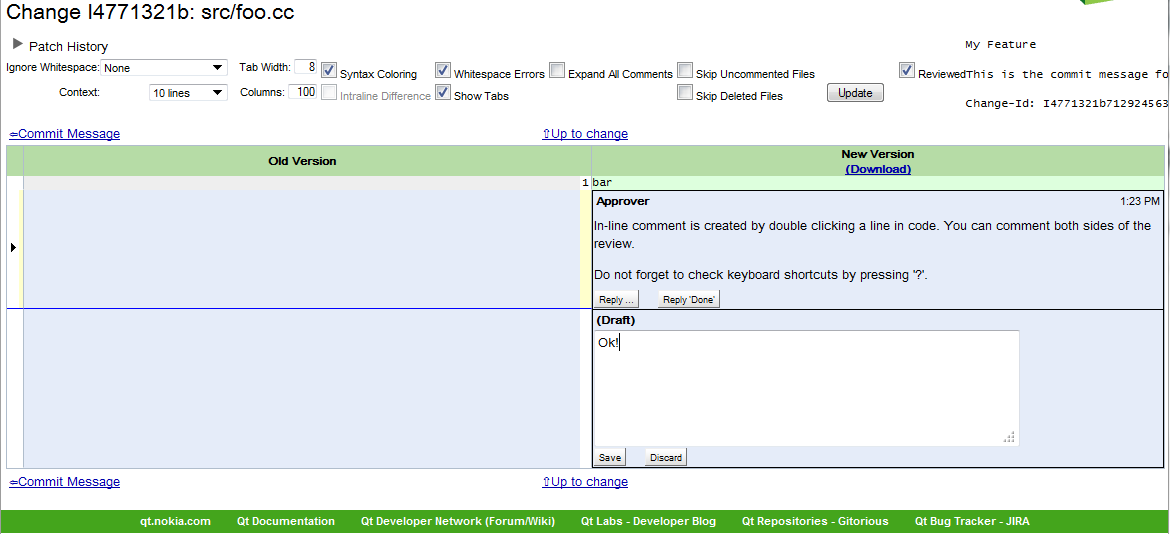 Change I4771321b: src/foo.cc
Patch History
My Feature
Ignore Whitespace: None Tab Width: 8 Syntax Coloring Whitespace Errors Expand All Comments Skip Uncommented Files Reviewed This is the commit message fo
Context: 10 lines Columns: 100 Intraline Difference Show Tabs Skip Deleted Files Update
Change-Id: I4771321b712924563
⇦Commit Message ⇧Up to change
Old Version New Version
(Download)
1 bar
Approver 1:23 PM
In-line comment is created by double clicking a line in code. You can comment both sides of the
review.
Do not forget to check keyboard shortcuts by pressing '?'.
Reply ... Reply 'Done'
(Draft)
Ok!
Save Discard
⇦Commit Message ⇧Up to change
qt.nokia.com Qt Documentation Qt Developer Network (Forum/Wiki) Qt Labs - Developer Blog Qt Repositories - Gitorious Qt Bug Tracker - JIRA